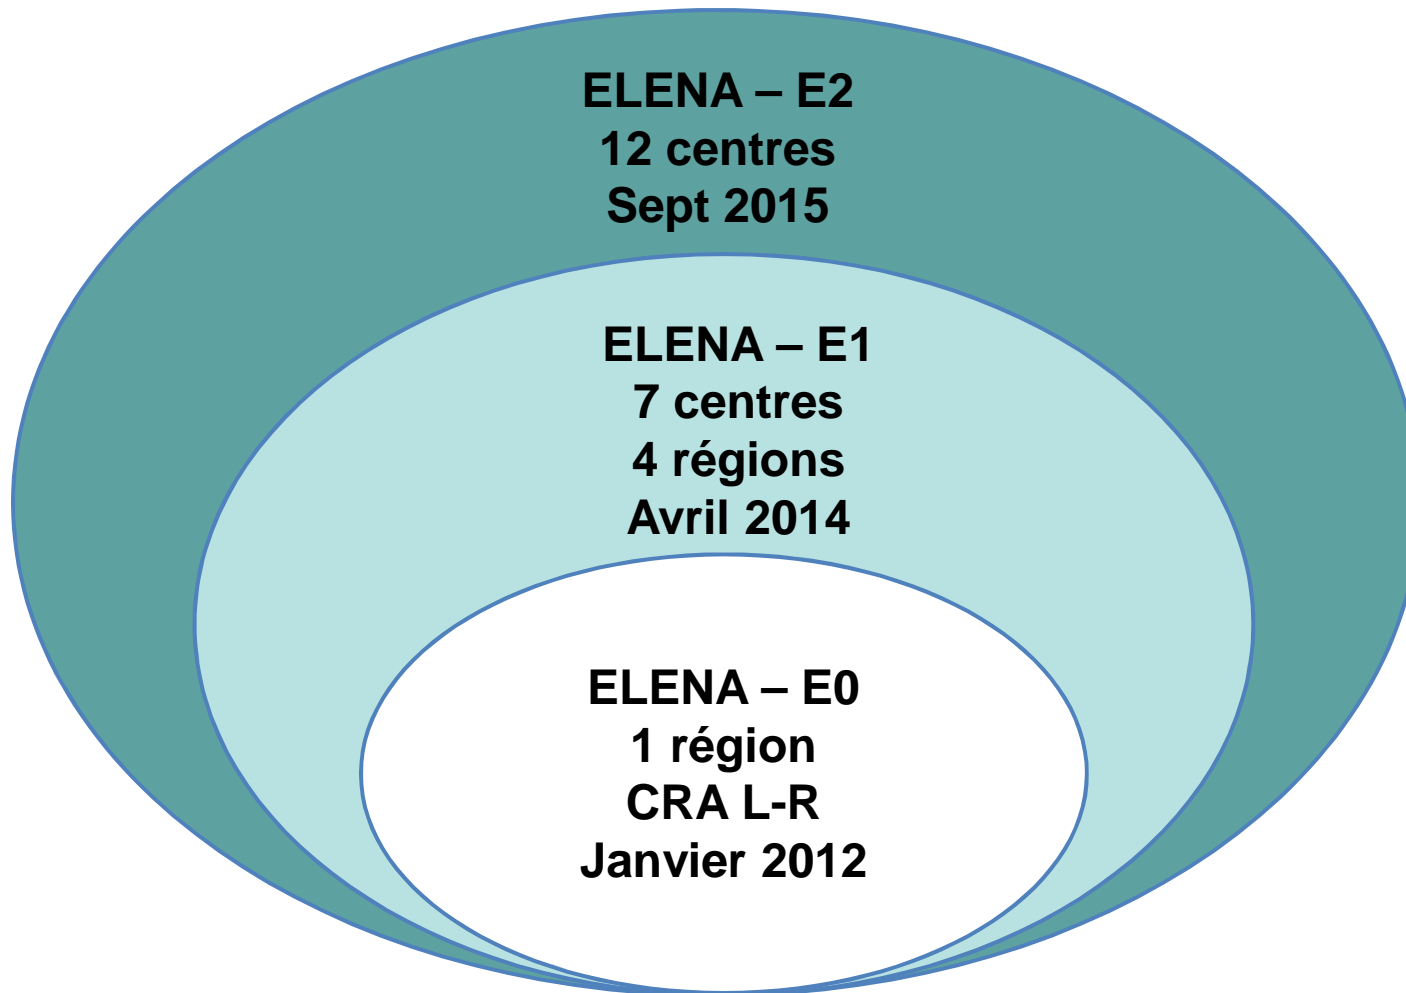 ELENA – E2
12 centres
Sept 2015
ELENA – E1
7 centres
4 régions
Avril 2014
ELENA – E0
1 région
CRA L-R
Janvier 2012